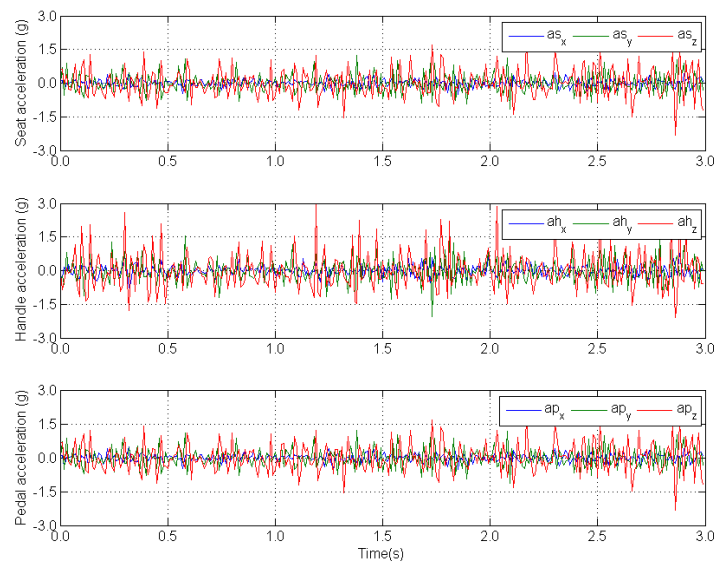 3.0
1.5
0.0
-1.5
-3.0
Seat acceleration (g)
as_x as_y as_z
0.0 0.5 1.0 1.5 2.0 2.5 3.0
3.0
1.5
0.0
-1.5
-3.0
Handle acceleration (g)
ah_x ah_y ah_z
0.0 0.5 1.0 1.5 2.0 2.5 3.0
3.0
1.5
0.0
-1.5
-3.0
Pedal acceleration (g)
ap_x ap_y ap_z
0.0 0.5 1.0 1.5 2.0 2.5 3.0
Time(s)